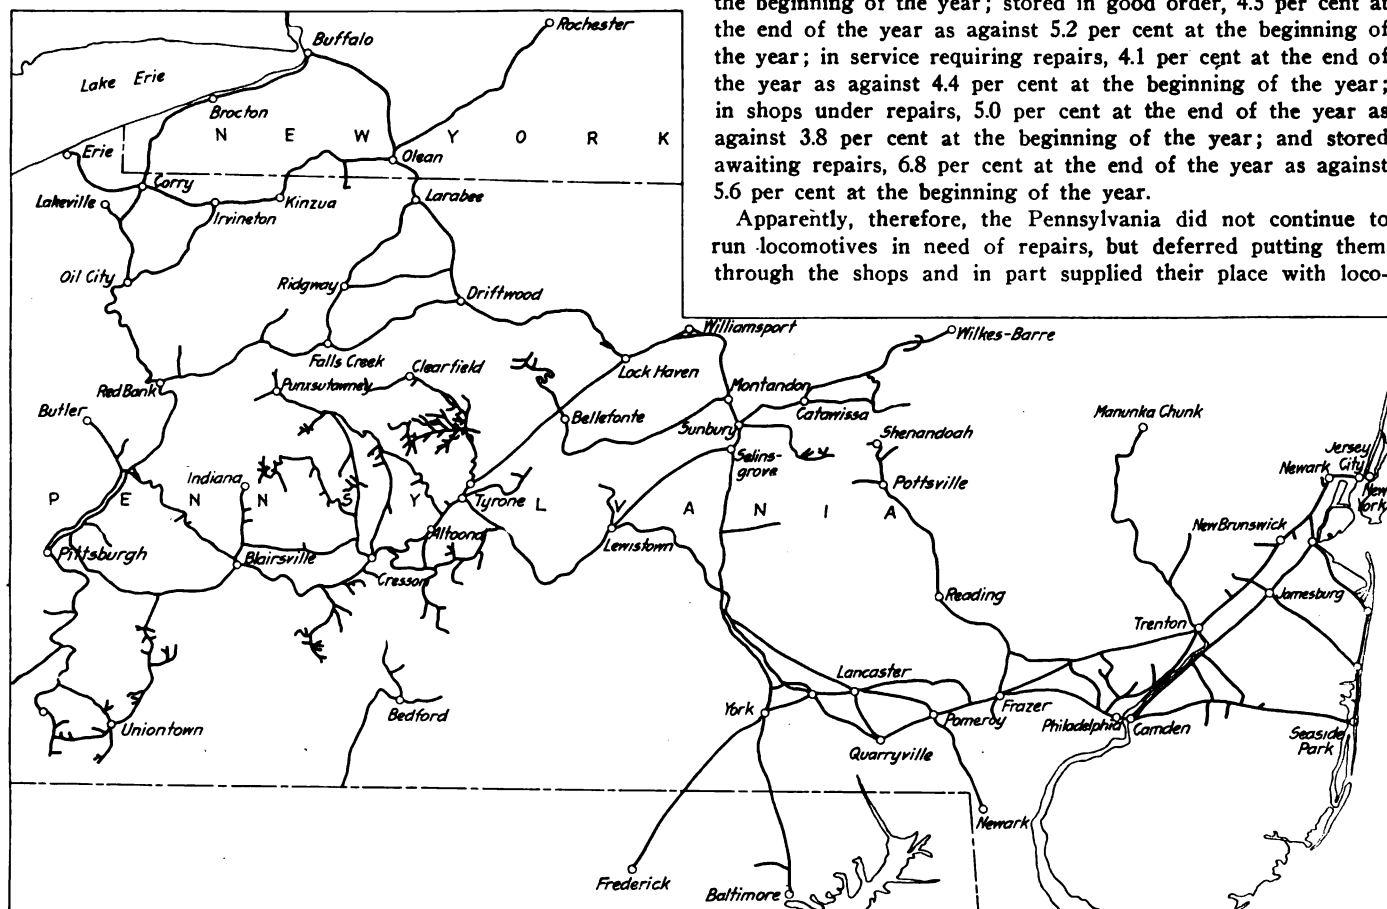 the beginning of the year; stored in good order, 4.5 per cent at
the end of the year as against 5.2 per cent at the beginning of
the year; in service requiring repairs, 4.1 per cent at the end of
the year as against 4.4 per cent at the beginning of the year;
in shops under repairs, 5.0 per cent at the end of the year as
against 3.8 per cent at the beginning of the year; and stored
awaiting repairs, 6.8 per cent at the end of the year as against
5.6 per cent at the beginning of the year.
Apparently, therefore, the Pennsylvania did not continue to
run locomotives in need of repairs, but deferred putting them
through the shops and in part supplied their place with loco-
Rochester
Buffalo
Lake Erie
Brocton
NEW YORK
Erie
Olean
Corry
Lakeville
Irvineton
Kinzua
Larabee
Oil City
Ridgway
Driftwood
Williamsport
Wilkes-Barre
Falls Creek
Clearfield
Lock Haven
Red Bank
Punxsutawney
Montandon
Butler
Bellefonte
Catawissa
Manunka Chunk
Sunbury
Shenandoah
Selins-
grove
Jersey
City
Newark
Indiana
Pottsville
New
York
PENNSYLVANIA
Tyrone
Altoona
Lewistown
New Brunswick
Pittsburgh
Blairsville
Cresson
Reading
Jamesburg
Trenton
Lancaster
Bedford
York
Frazer
Uniontown
Pomeroy
Philadelphia
Camden
Seaside
Park
Quarryville
Newark
Frederick
Baltimore